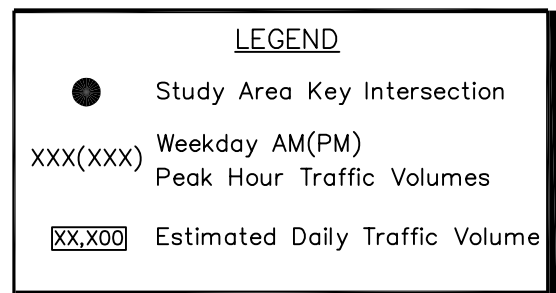 LEGEND
Study Area Key Intersection
XXX(XXX) Weekday AM(PM)
Peak Hour Traffic Volumes
XX,X00 Estimated Daily Traffic Volume